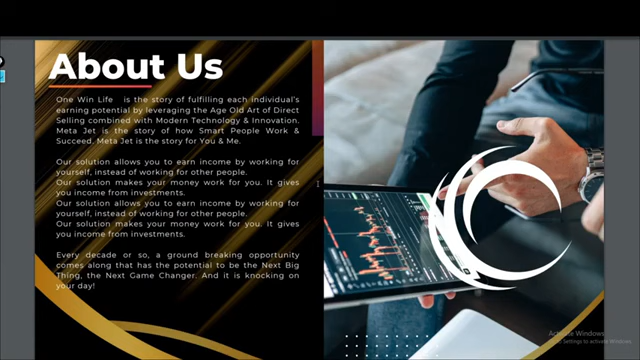 About Us
One Win Life is the story of fulfilling each individual's
earning potential by leveraging the Age Old Art of Direct
Selling combined with Modern Technology & Innovation.
Meta Jet is the story of how Smart People Work &
Succeed. Meta Jet is the story for You & Me.
Our solution allows you to earn income by working for
yourself, instead of working for other people.
Our solution makes your money work for you. It gives
you income from investments.
Our solution allows you to earn income by working for
yourself, instead of working for other people.
Our solution makes your money work for you. It gives
you income from investments.
Every decade or so, a ground breaking opportunity
comes along that has the potential to be the Next Big
Thing, the Next Game Changer. And it is knocking on
your day!
Activate Windows
Settings to activate Windows.